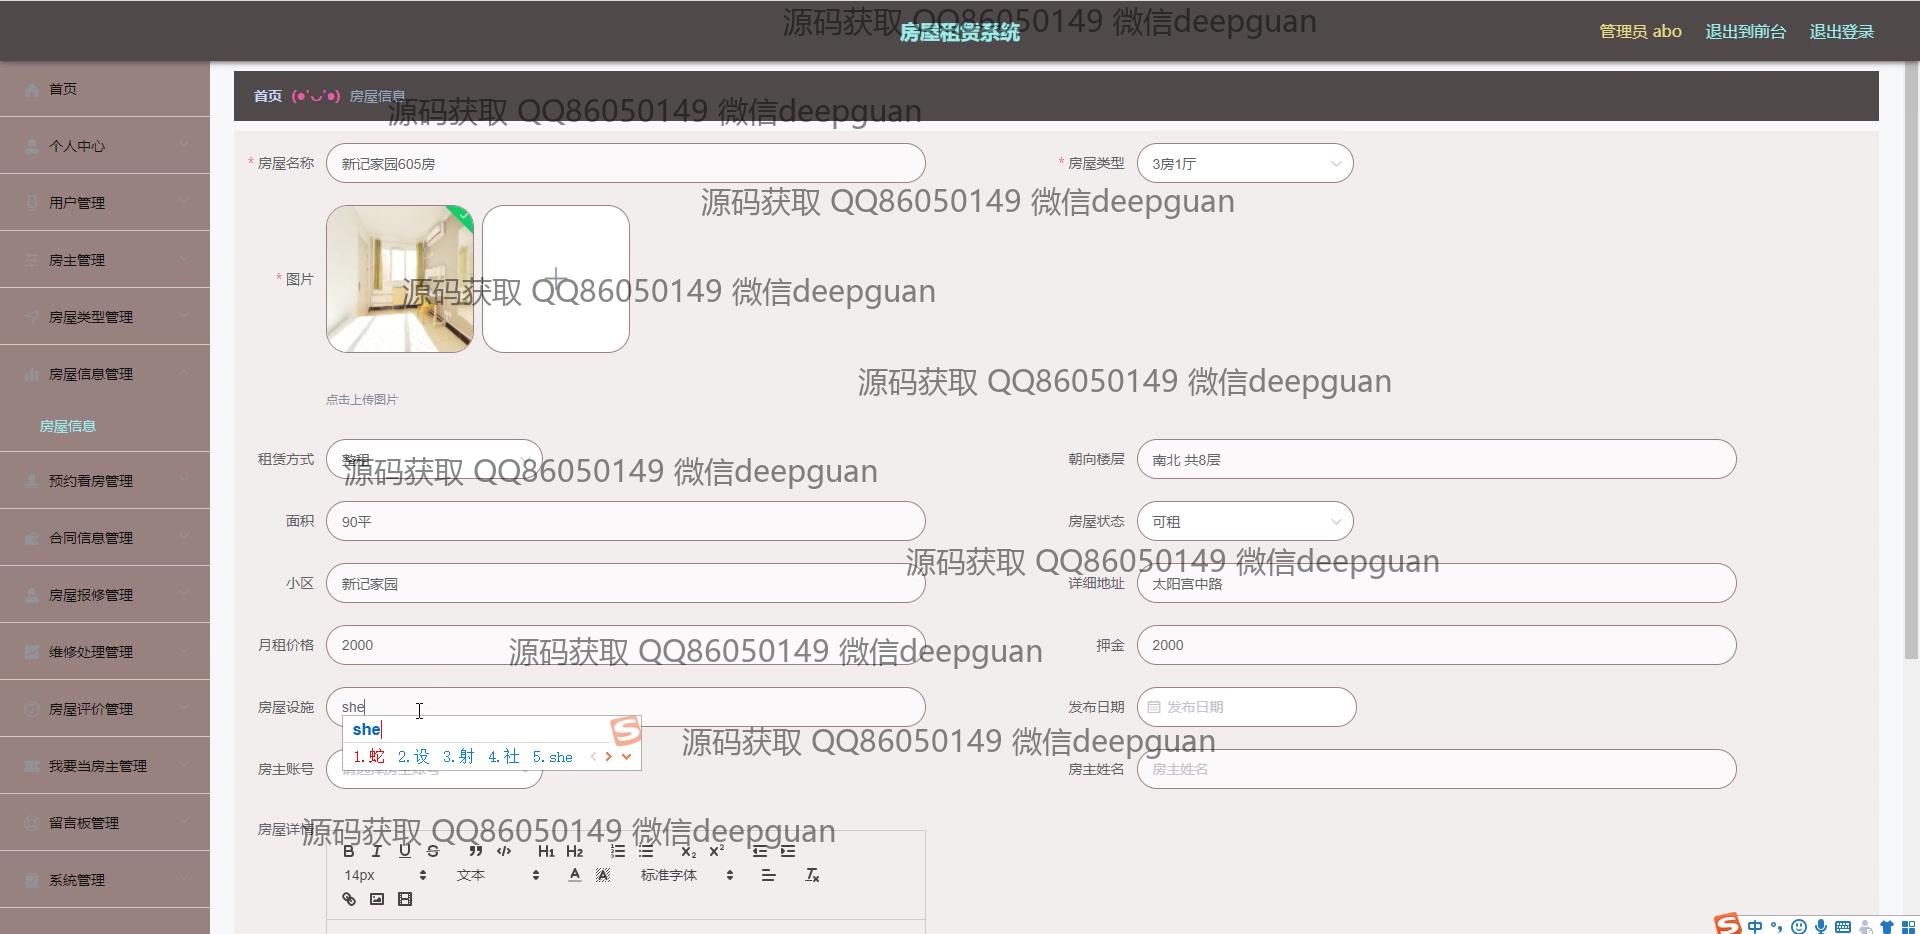 房屋租赁系统
源码获取 QQ86050149 微信deepguan
管理员 abo 退出到前台 退出登录
首页
个人中心
用户管理
房主管理
房屋类型管理
房屋信息管理
房屋信息
预约看房管理
合同信息管理
房屋报修管理
维修处理管理
房屋评价管理
我要当房主管理
留言板管理
系统管理
首页 (●'◡'●) 房屋信息
源码获取 QQ86050149 微信deepguan
* 房屋名称 新记家园605房
* 房屋类型 3房1厅
源码获取 QQ86050149 微信deepguan
* 图片
源码获取 QQ86050149 微信deepguan
源码获取 QQ86050149 微信deepguan
点击上传图片
租赁方式 整租
朝向楼层 南北 共8层
源码获取 QQ86050149 微信deepguan
面积 90平
房屋状态 可租
源码获取 QQ86050149 微信deepguan
小区 新记家园
详细地址 太阳宫中路
月租价格 2000
押金 2000
源码获取 QQ86050149 微信deepguan
房屋设施 she
发布日期 发布日期
she
1.蛇 2.设 3.射 4.社 5.she
源码获取 QQ86050149 微信deepguan
房主账号
房主姓名 房主姓名
房屋详情
源码获取 QQ86050149 微信deepguan
B I U S H1 H2 X2 X2
14px 文本 A A 标准字体 Tx
中